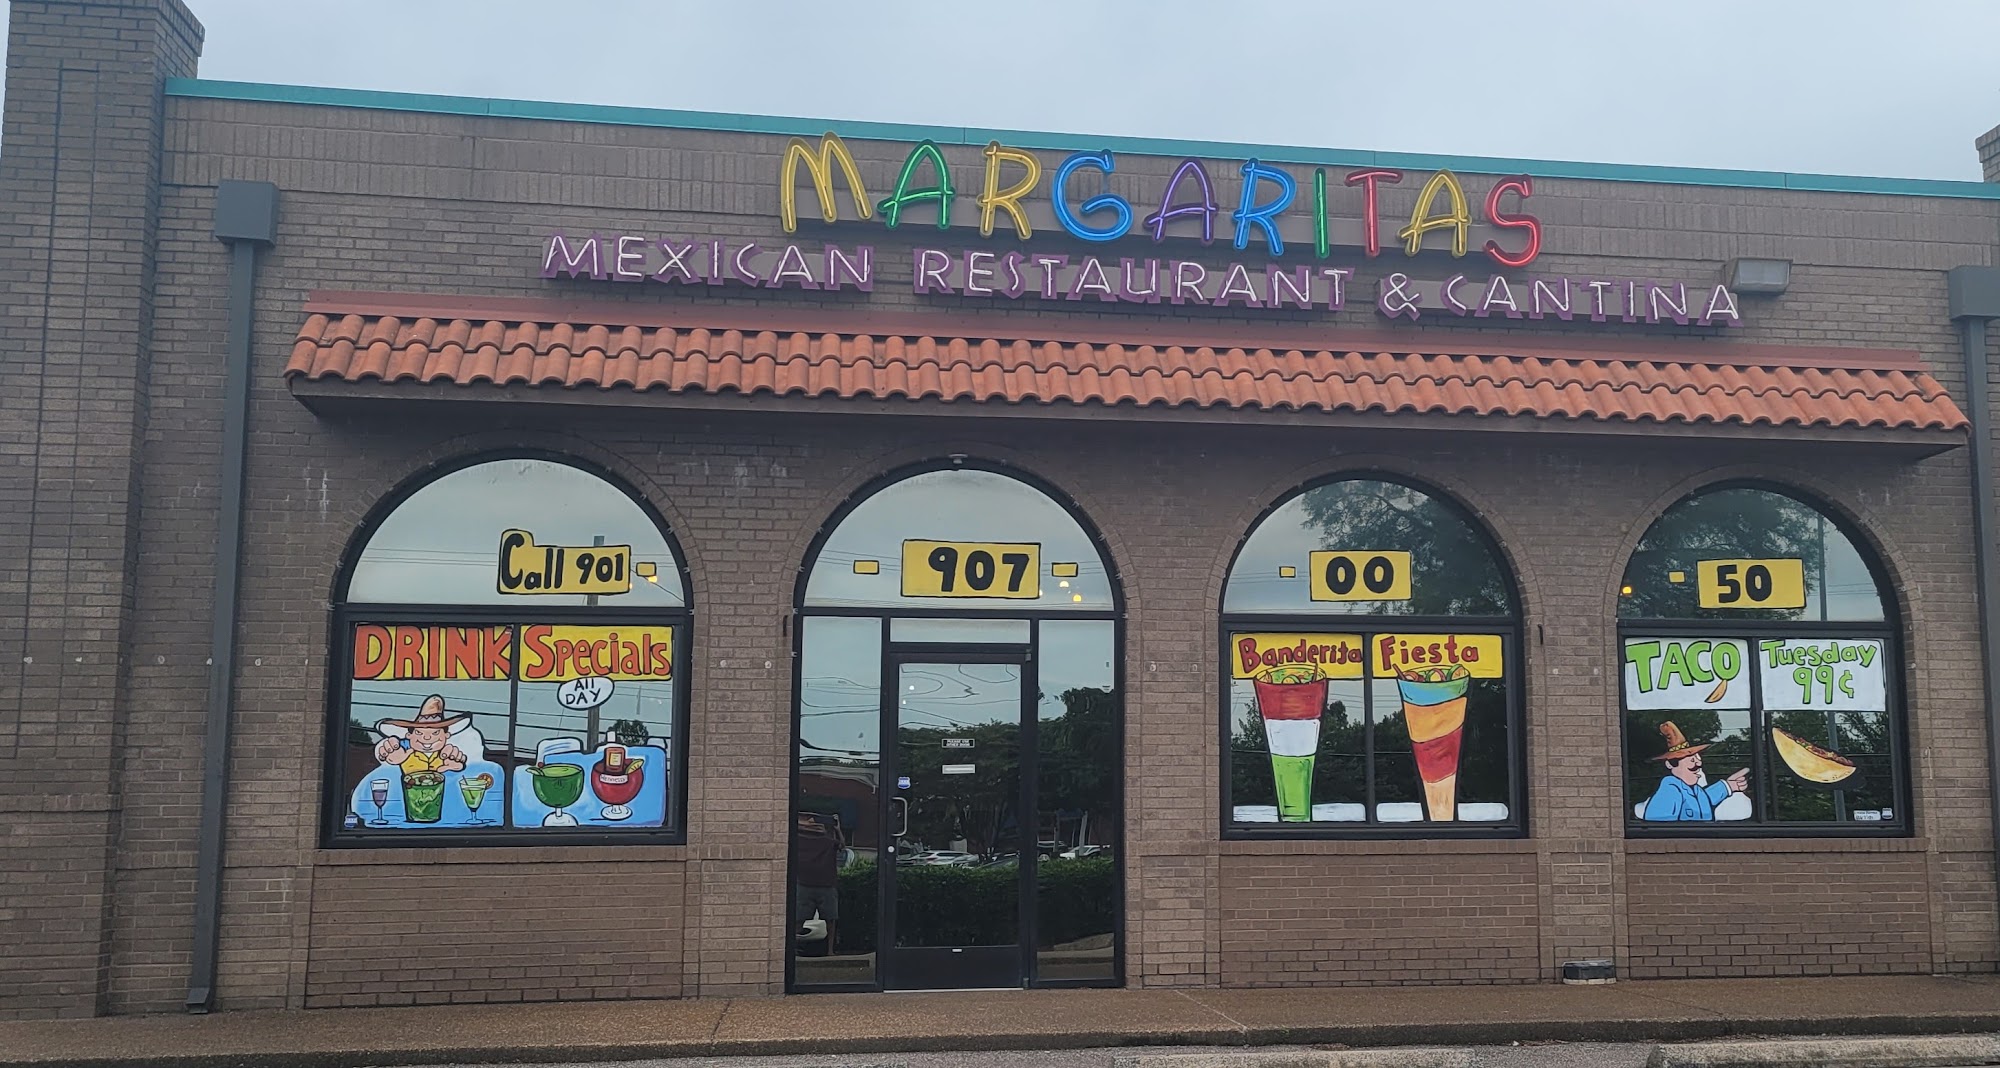 MARGARITAS
MEXICAN RESTAURANT & CANTINA
Call 901 - 907 - 00 - 50
DRINK Specials
All
DAY
Banderita Fiesta
TACO Tuesday
99¢